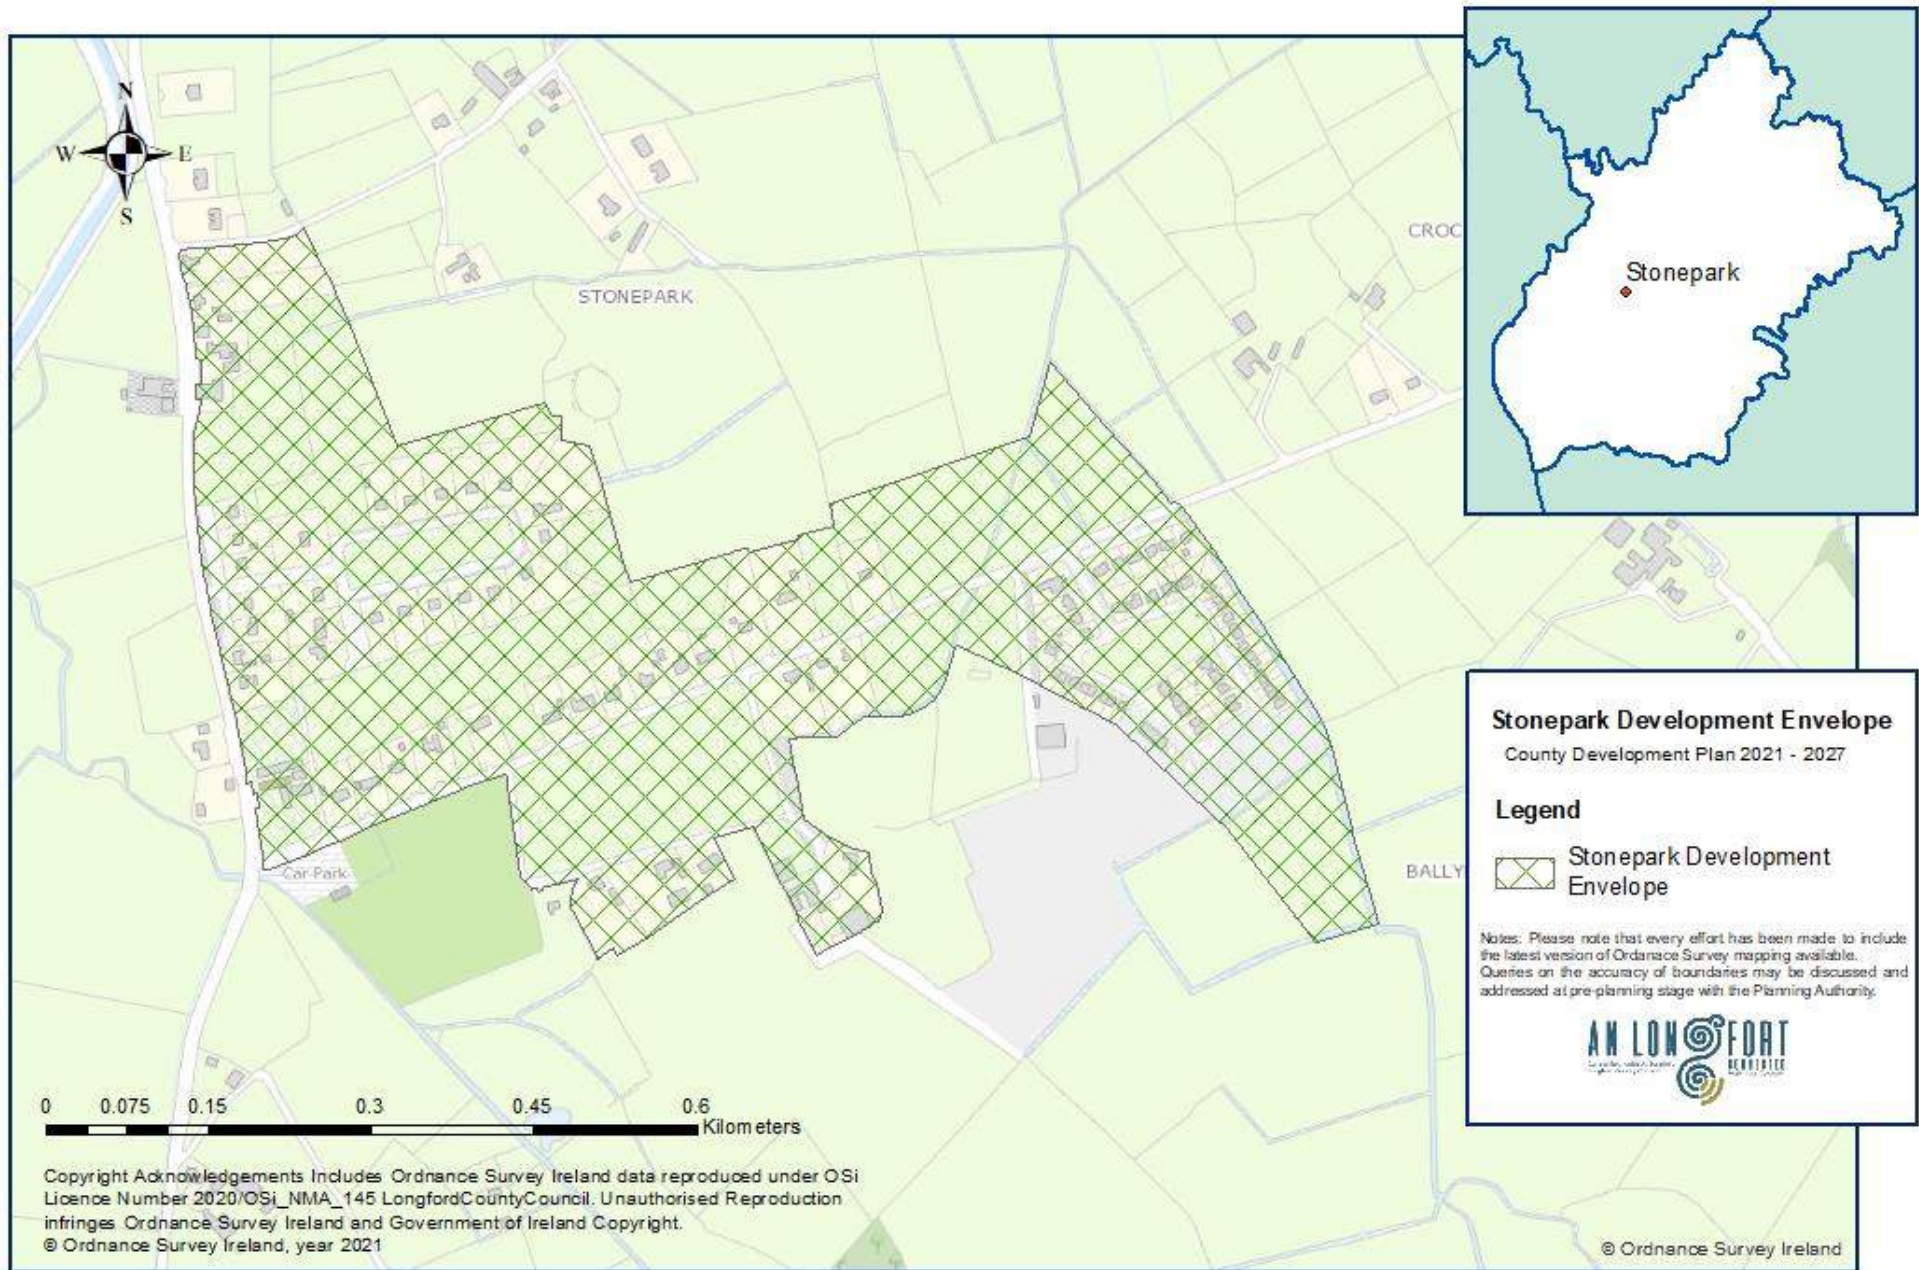 N
W
E
S
STONEPARK
CROC
Stonepark
Car Park
BALLY
Stonepark Development Envelope
County Development Plan 2021 - 2027
Legend
Stonepark Development
Envelope
Notes: Please note that every effort has been made to include
the latest version of Ordanace Survey mapping available.
Queries on the accuracy of boundaries may be discussed and
addressed at pre-planning stage with the Planning Authority.
AN LONGFORT
0 0.075 0.15 0.3 0.45 0.6
Kilometers
Copyright Acknowledgements Includes Ordnance Survey Ireland data reproduced under OSi
Licence Number 2020/OSi_NMA_145 LongfordCountyCouncil. Unauthorised Reproduction
infringes Ordnance Survey Ireland and Government of Ireland Copyright.
© Ordnance Survey Ireland, year 2021
© Ordnance Survey Ireland